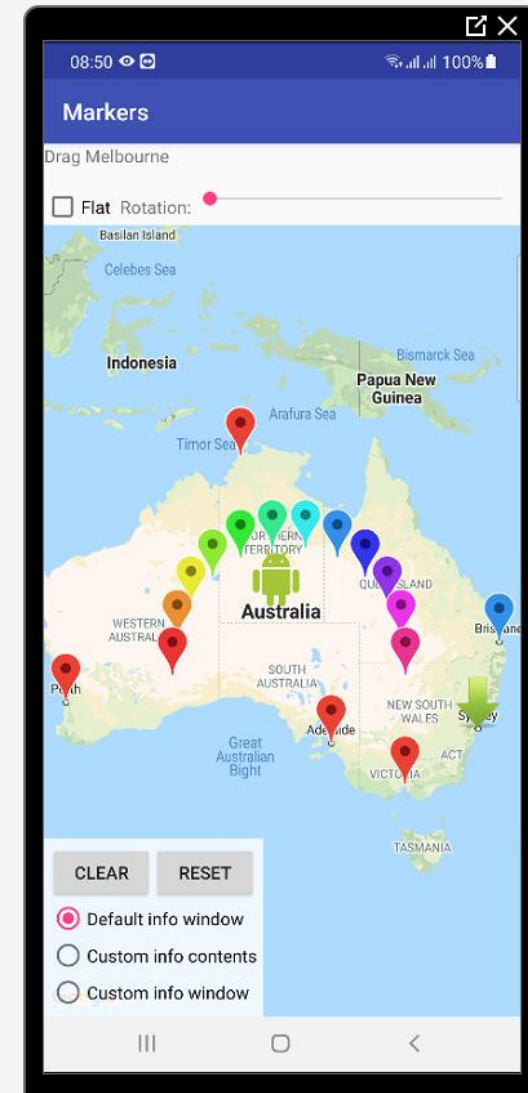 08:50
100%
Markers
Drag Melbourne
Flat Rotation:
Basilan Island
Celebes Sea
Indonesia
Bismarck Sea
Papua New
Guinea
Arafura Sea
Timor Sea
TERRITORY
Australia
WESTERN
Brisbane
SOUTH
AUSTRALIA
NEW SOUTH
WALES
Sydney
Perth
Adelaide
Great
Australian
Bight
ACT
VICTORIA
TASMANIA
CLEAR RESET
Default info window
Custom info contents
Custom info window